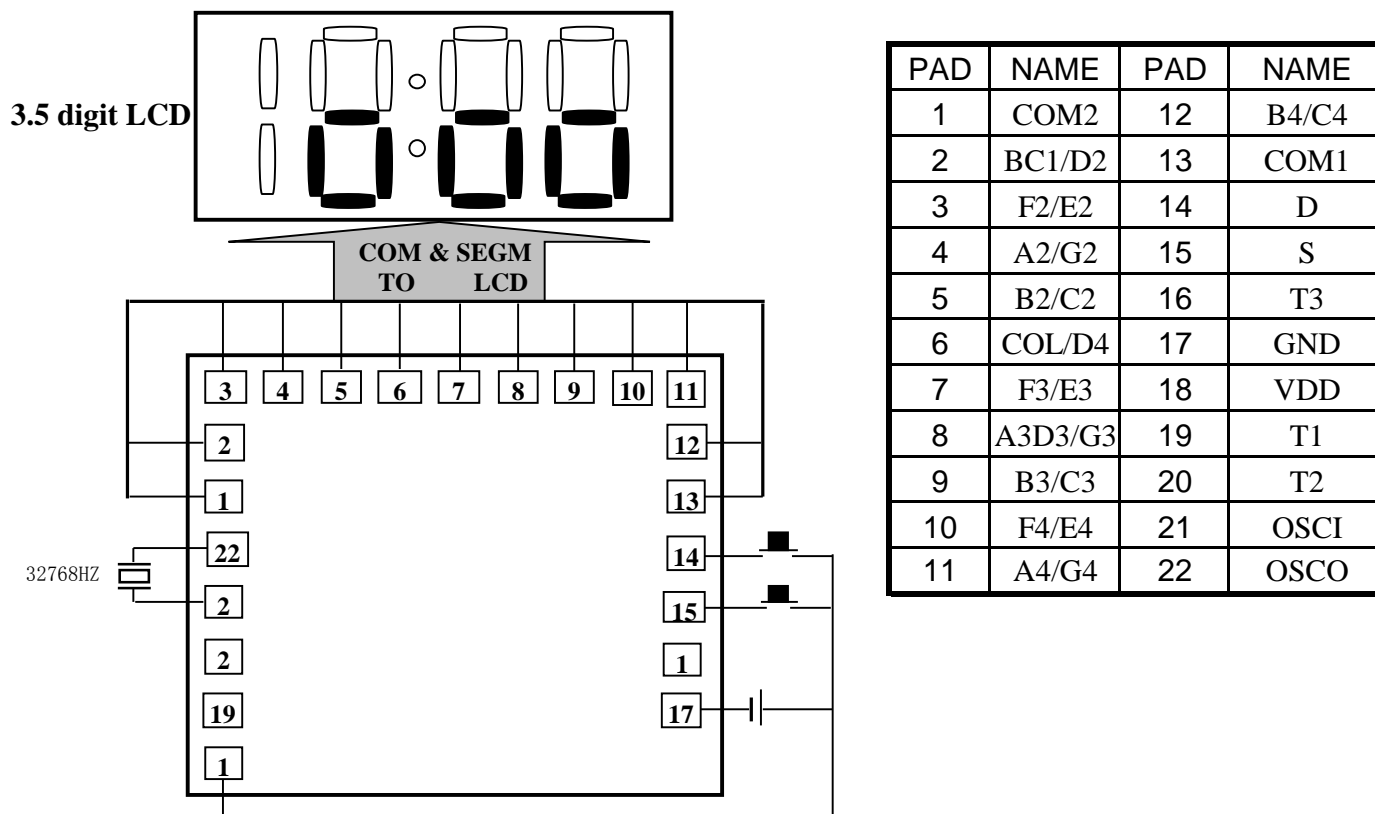 3.5 digit LCD
COM & SEGM
TO LCD
3 4 5 6 7 8 9 10 11
2 12
1 13
22 14
32768HZ
2 15
2 1
19 17
1
PAD NAME PAD NAME
1 COM2 12 B4/C4
2 BC1/D2 13 COM1
3 F2/E2 14 D
4 A2/G2 15 S
5 B2/C2 16 T3
6 COL/D4 17 GND
7 F3/E3 18 VDD
8 A3D3/G3 19 T1
9 B3/C3 20 T2
10 F4/E4 21 OSCI
11 A4/G4 22 OSCO